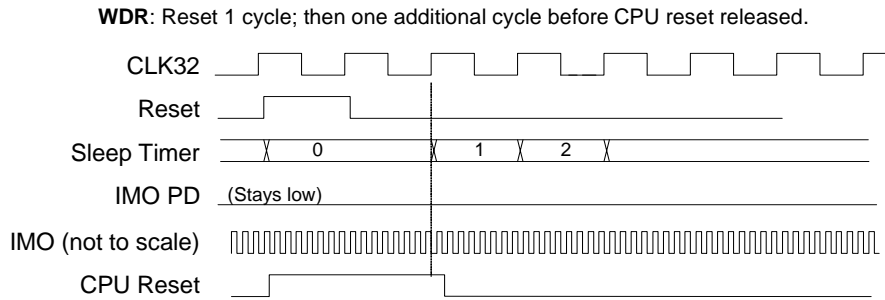 WDR: Reset 1 cycle; then one additional cycle before CPU reset released.
CLK32
Reset
Sleep Timer 0 1 2
IMO PD (Stays low)
IMO (not to scale)
CPU Reset